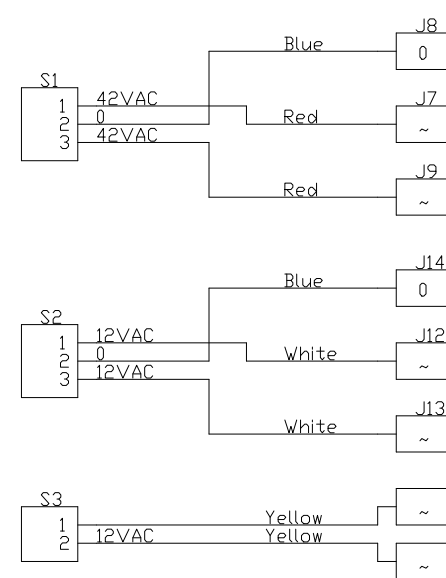 J8
Blue
0
S1
1 42VAC
J7
2 0
Red
~
3 42VAC
J9
Red
~
J14
Blue
0
S2
1 12VAC
J12
2 0
White
~
3 12VAC
J13
White
~
S3
~
1
Yellow
2 12VAC
Yellow
~